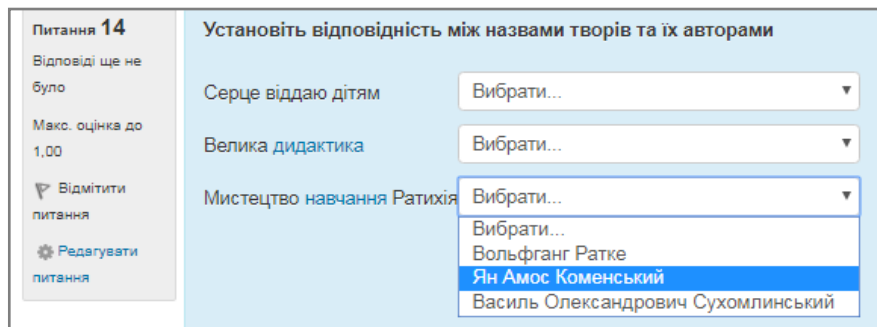 Питання 14
Відповіді ще не
було
Макс. оцінка до
1,00
Відмітити
питання
Редагувати
питання
Установіть відповідність між назвами творів та їх авторами
Серце віддаю дітям Вибрати...
Велика дидактика Вибрати...
Мистецтво навчання Ратихія Вибрати...
Вибрати...
Вольфганг Ратке
Ян Амос Коменський
Василь Олександрович Сухомлинський